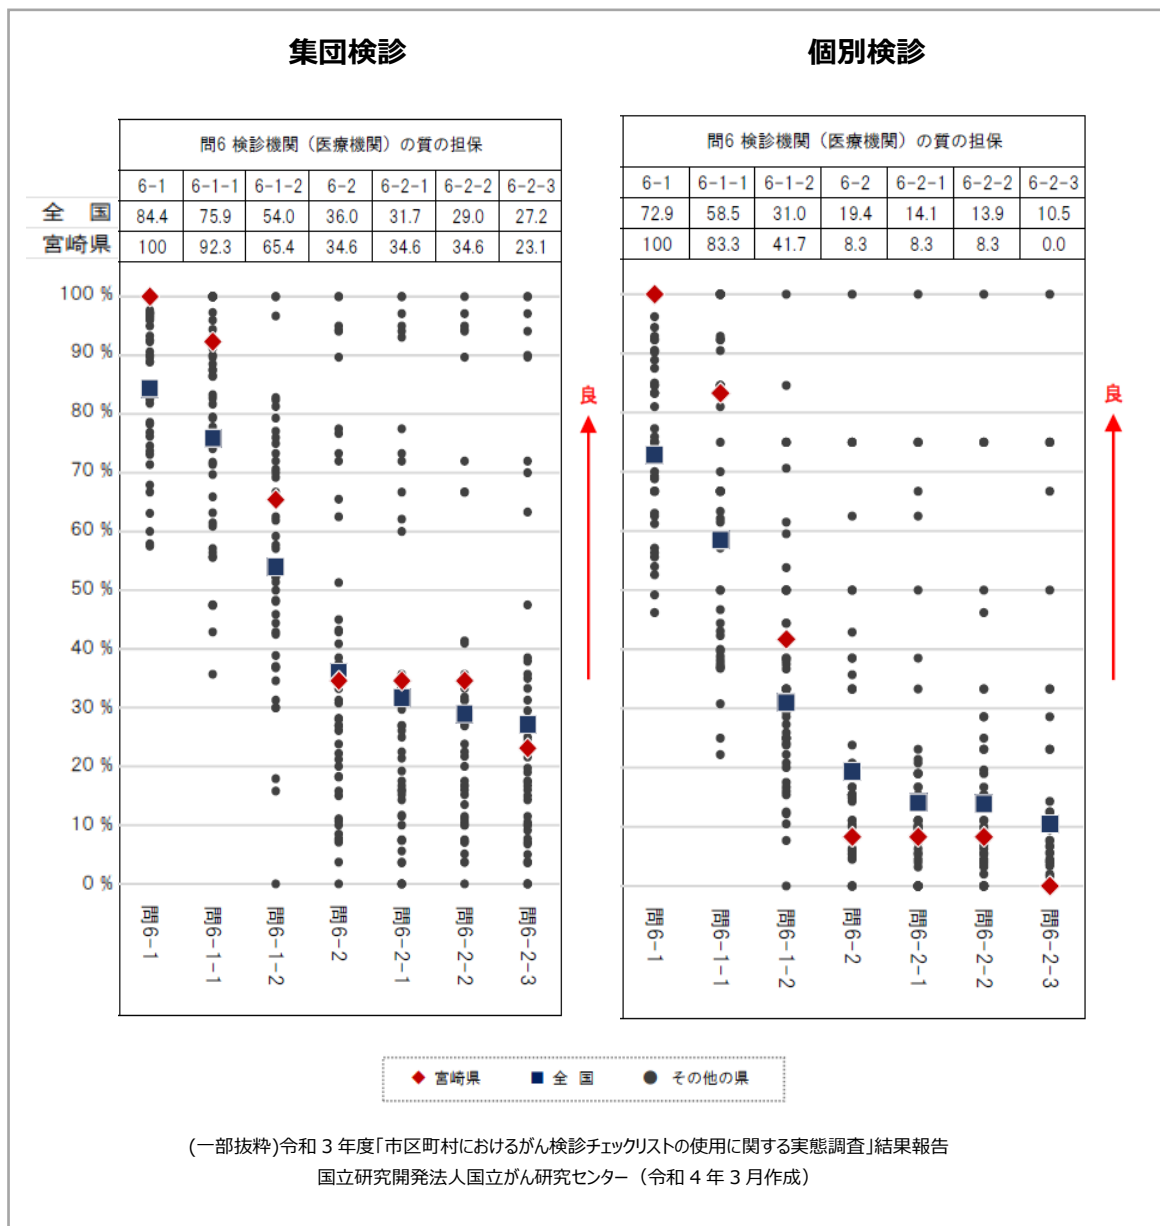 集団検診
問6 検診機関（医療機関）の質の担保
6-1 6-1-1 6-1-2 6-2 6-2-1 6-2-2 6-2-3
全 国 84.4 75.9 54.0 36.0 31.7 29.0 27.2
宮崎県 100 92.3 65.4 34.6 34.6 34.6 23.1
100 %
90 %
80 %
70 %
60 %
50 %
40 %
30 %
20 %
10 %
0 %
良
問6-1
問6-1-1
問6-1-2
問6-2
問6-2-1
問6-2-2
問6-2-3
個別検診
問6 検診機関（医療機関）の質の担保
6-1 6-1-1 6-1-2 6-2 6-2-1 6-2-2 6-2-3
72.9 58.5 31.0 19.4 14.1 13.9 10.5
100 83.3 41.7 8.3 8.3 8.3 0.0
良
問6-1
問6-1-1
問6-1-2
問6-2
問6-2-1
問6-2-2
問6-2-3
宮崎県 全 国 その他の県
(一部抜粋)令和３年度「市区町村におけるがん検診チェックリストの使用に関する実態調査」結果報告
国立研究開発法人国立がん研究センター（令和４年３月作成）